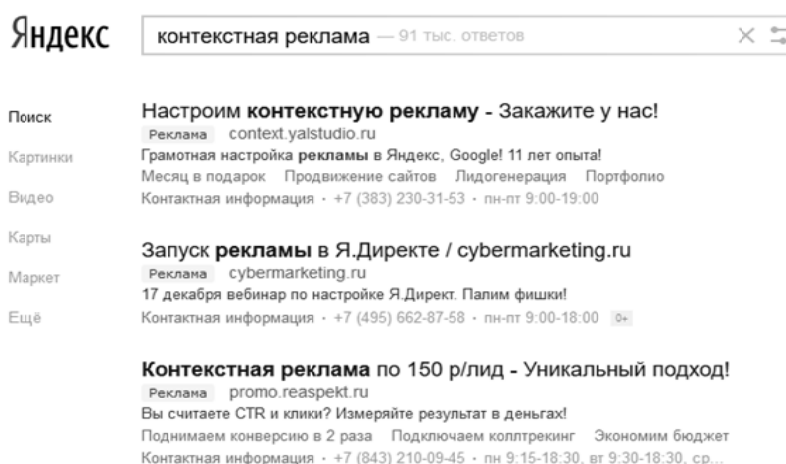 Яндекс
контекстная реклама — 91 тыс. ответов
Поиск
Картинки
Видео
Карты
Маркет
Ещё
Настроим контекстную рекламу - Закажите у нас!
Реклама context.yalstudio.ru
Грамотная настройка рекламы в Яндекс, Google! 11 лет опыта!
Месяц в подарок Продвижение сайтов Лидогенерация Портфолио
Контактная информация · +7 (383) 230-31-53 · пн-пт 9:00-19:00
Запуск рекламы в Я.Директе / cybermarketing.ru
Реклама cybermarketing.ru
17 декабря вебинар по настройке Я.Директ. Палим фишки!
Контактная информация · +7 (495) 662-87-58 · пн-пт 9:00-18:00 0+
Контекстная реклама по 150 р/лид - Уникальный подход!
Реклама promo.reaspekt.ru
Вы считаете CTR и клики? Измеряйте результат в деньгах!
Поднимаем конверсию в 2 раза Подключаем коллтрекинг Экономим бюджет
Контактная информация · +7 (843) 210-09-45 · пн 9:15-18:30, вт 9:30-18:30, ср...